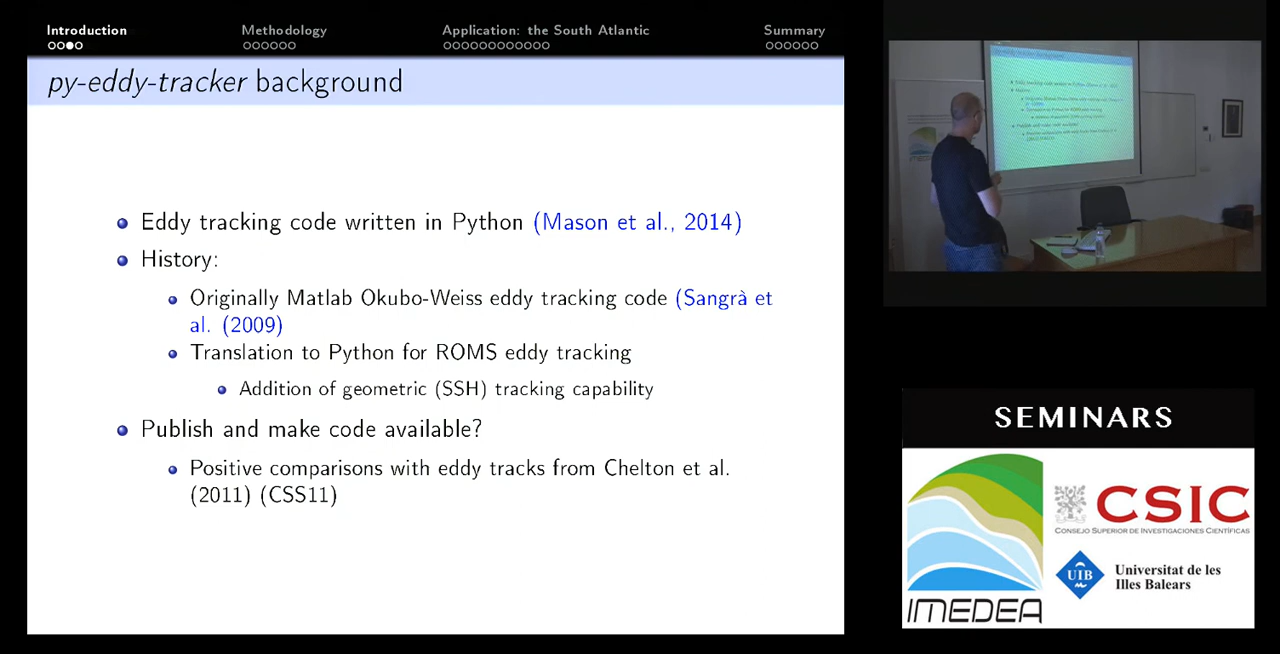 Introduction
Methodology
Application: the South Atlantic
Summary
py-eddy-tracker background
Eddy tracking code written in Python (Mason et al., 2014)
History:
Originally Matlab Okubo-Weiss eddy tracking code (Sangrà et
al. (2009)
Translation to Python for ROMS eddy tracking
Addition of geometric (SSH) tracking capability
Publish and make code available?
Positive comparisons with eddy tracks from Chelton et al.
(2011) (CSS11)
SEMINARS
CSIC
CONSEJO SUPERIOR DE INVESTIGACIONES CIENTÍFICAS
UIB
Universitat de les
Illes Balears
IMEDEA